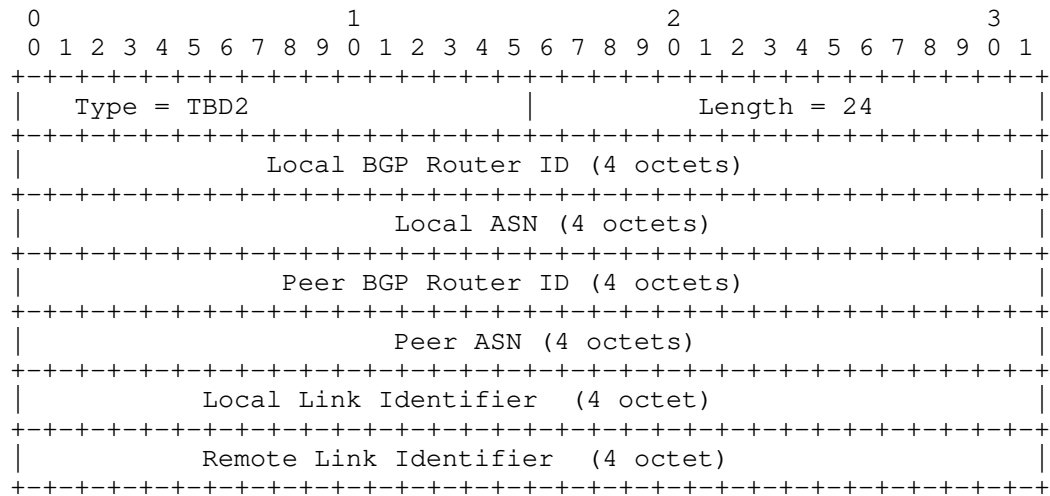 0                   1                   2                   3
 0 1 2 3 4 5 6 7 8 9 0 1 2 3 4 5 6 7 8 9 0 1 2 3 4 5 6 7 8 9 0 1
+-+-+-+-+-+-+-+-+-+-+-+-+-+-+-+-+-+-+-+-+-+-+-+-+-+-+-+-+-+-+-+-+
|   Type = TBD2                 |          Length = 24          |
+-+-+-+-+-+-+-+-+-+-+-+-+-+-+-+-+-+-+-+-+-+-+-+-+-+-+-+-+-+-+-+-+
|               Local BGP Router ID (4 octets)                  |
+-+-+-+-+-+-+-+-+-+-+-+-+-+-+-+-+-+-+-+-+-+-+-+-+-+-+-+-+-+-+-+-+
|                       Local ASN (4 octets)                    |
+-+-+-+-+-+-+-+-+-+-+-+-+-+-+-+-+-+-+-+-+-+-+-+-+-+-+-+-+-+-+-+-+
|                Peer BGP Router ID (4 octets)                  |
+-+-+-+-+-+-+-+-+-+-+-+-+-+-+-+-+-+-+-+-+-+-+-+-+-+-+-+-+-+-+-+-+
|                       Peer ASN (4 octets)                     |
+-+-+-+-+-+-+-+-+-+-+-+-+-+-+-+-+-+-+-+-+-+-+-+-+-+-+-+-+-+-+-+-+
|           Local Link Identifier  (4 octet)                    |
+-+-+-+-+-+-+-+-+-+-+-+-+-+-+-+-+-+-+-+-+-+-+-+-+-+-+-+-+-+-+-+-+
|           Remote Link Identifier  (4 octet)                   |
+-+-+-+-+-+-+-+-+-+-+-+-+-+-+-+-+-+-+-+-+-+-+-+-+-+-+-+-+-+-+-+-+